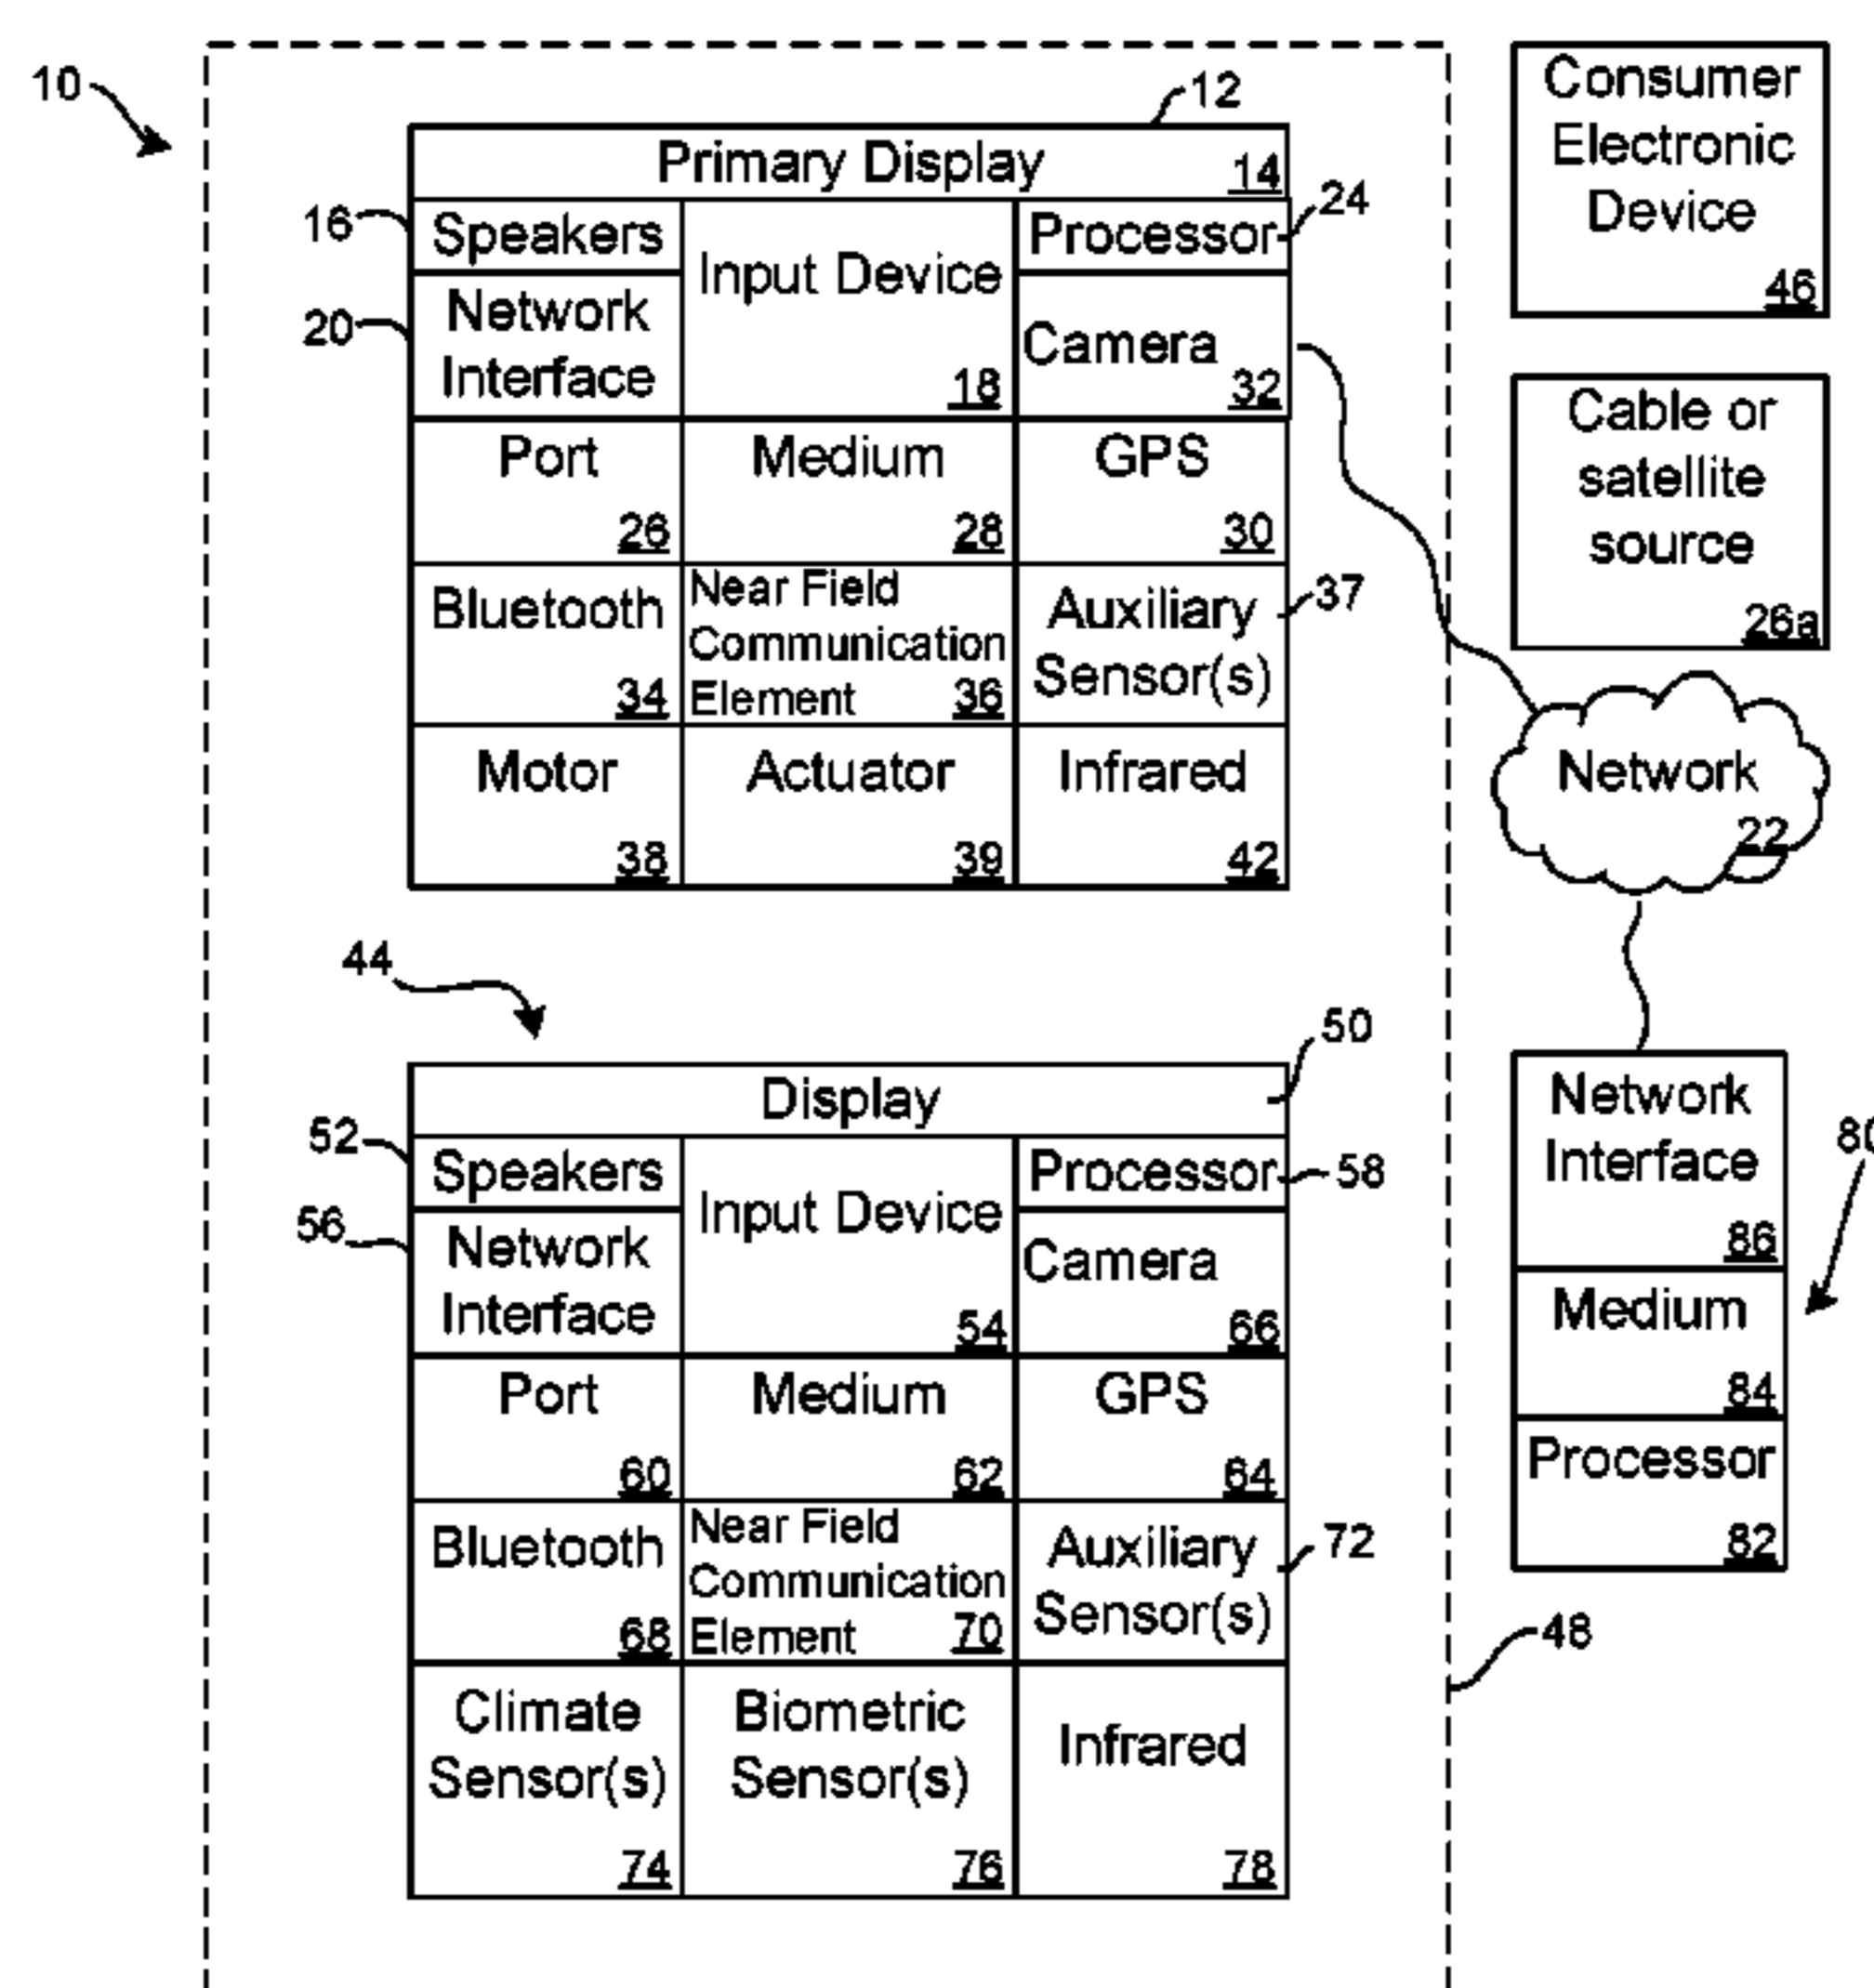 10
12
Primary Display
14
16
Speakers
Input Device
18
Processor
24
20
Network
Interface
Camera
32
Port
26
Medium
28
GPS
30
Bluetooth
34
Near Field
Communication
Element
36
Auxiliary
Sensor(s)
37
Motor
38
Actuator
39
Infrared
42
Consumer
Electronic
Device
46
Cable or
satellite
source
26a
Network
22
44
50
Display
52
Speakers
Input Device
54
Processor
58
56
Network
Interface
Camera
66
Port
60
Medium
62
GPS
64
Bluetooth
68
Near Field
Communication
Element
70
Auxiliary
Sensor(s)
72
Climate
Sensor(s)
74
Biometric
Sensor(s)
76
Infrared
78
48
Network
Interface
86
80
Medium
84
Processor
82